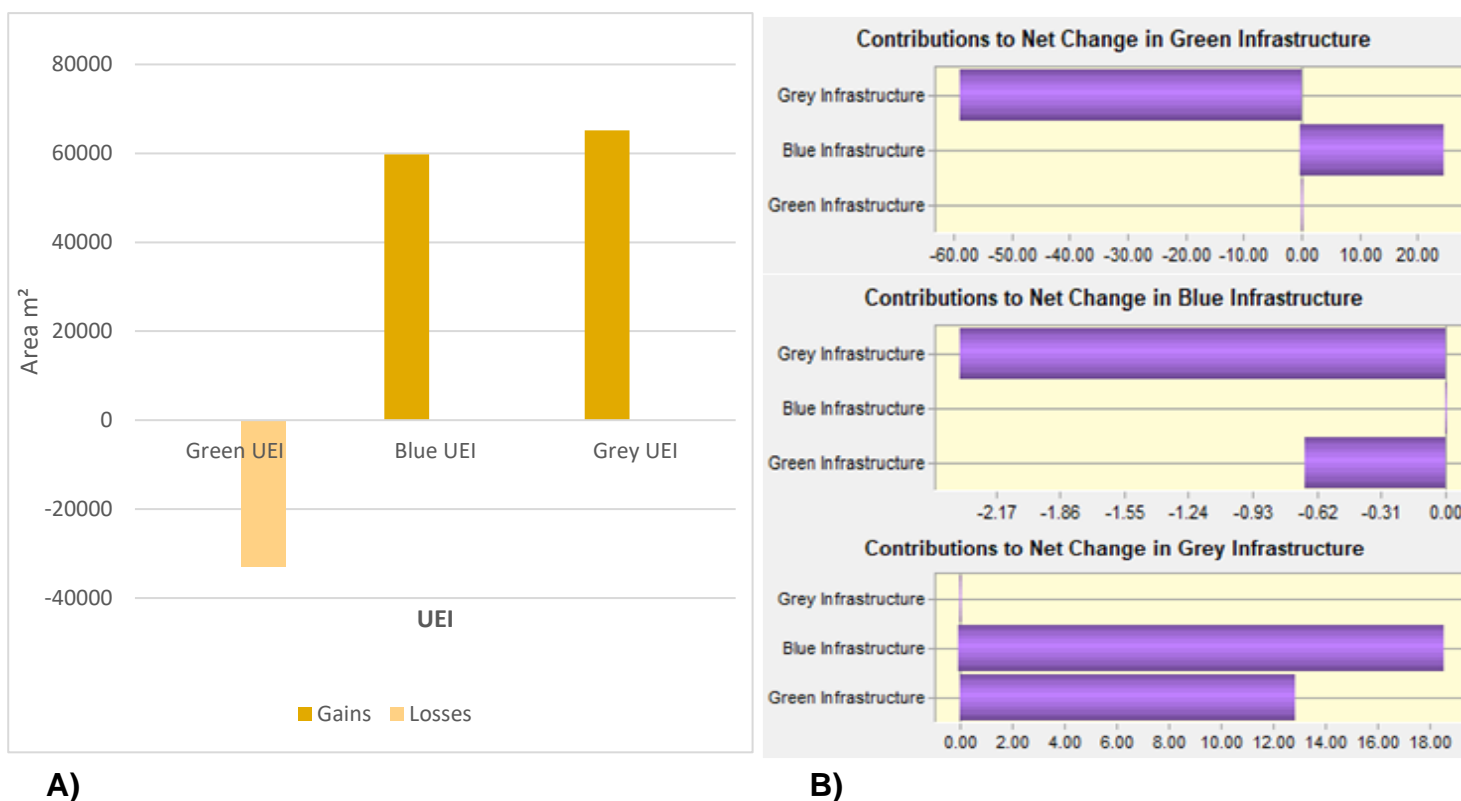 80000
60000
40000
20000
0
-20000
-40000
Area m²
Green UEI Blue UEI Grey UEI
UEI
Gains Losses
A)
Contributions to Net Change in Green Infrastructure
Grey Infrastructure
Blue Infrastructure
Green Infrastructure
-60.00 -50.00 -40.00 -30.00 -20.00 -10.00 0.00 10.00 20.00
Contributions to Net Change in Blue Infrastructure
Grey Infrastructure
Blue Infrastructure
Green Infrastructure
-2.17 -1.86 -1.55 -1.24 -0.93 -0.62 -0.31 0.00
Contributions to Net Change in Grey Infrastructure
Grey Infrastructure
Blue Infrastructure
Green Infrastructure
0.00 2.00 4.00 6.00 8.00 10.00 12.00 14.00 16.00 18.00
B)